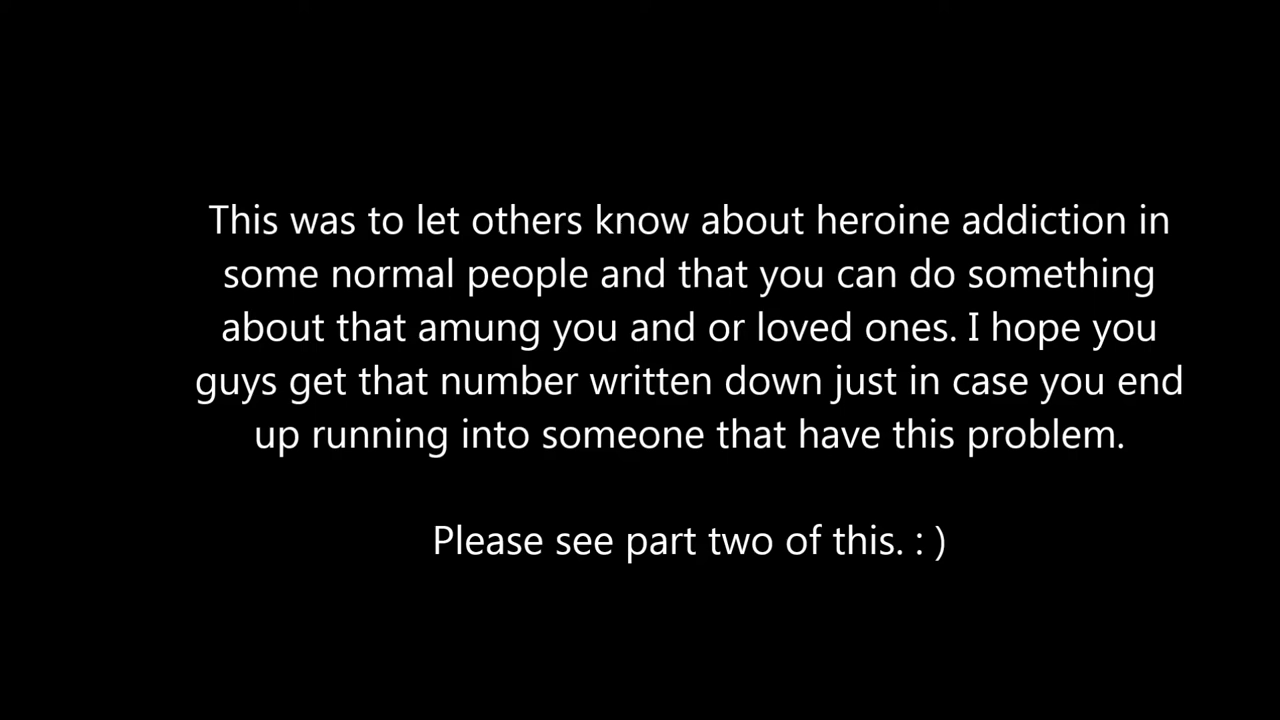 This was to let others know about heroine addiction in
some normal people and that you can do something
about that amung you and or loved ones. I hope you
guys get that number written down just in case you end
up running into someone that have this problem.
Please see part two of this. : )